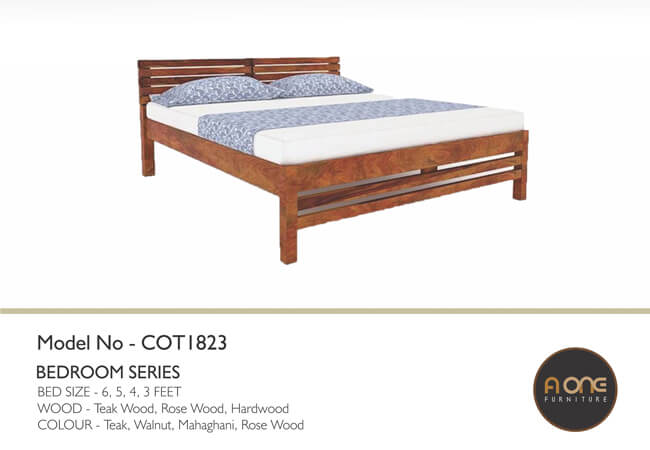 Model No - COT1823
BEDROOM SERIES
BED SIZE - 6, 5, 4, 3 FEET
WOOD - Teak Wood, Rose Wood, Hardwood
COLOUR - Teak, Walnut, Mahaghani, Rose Wood
A ONE
FURNITURE